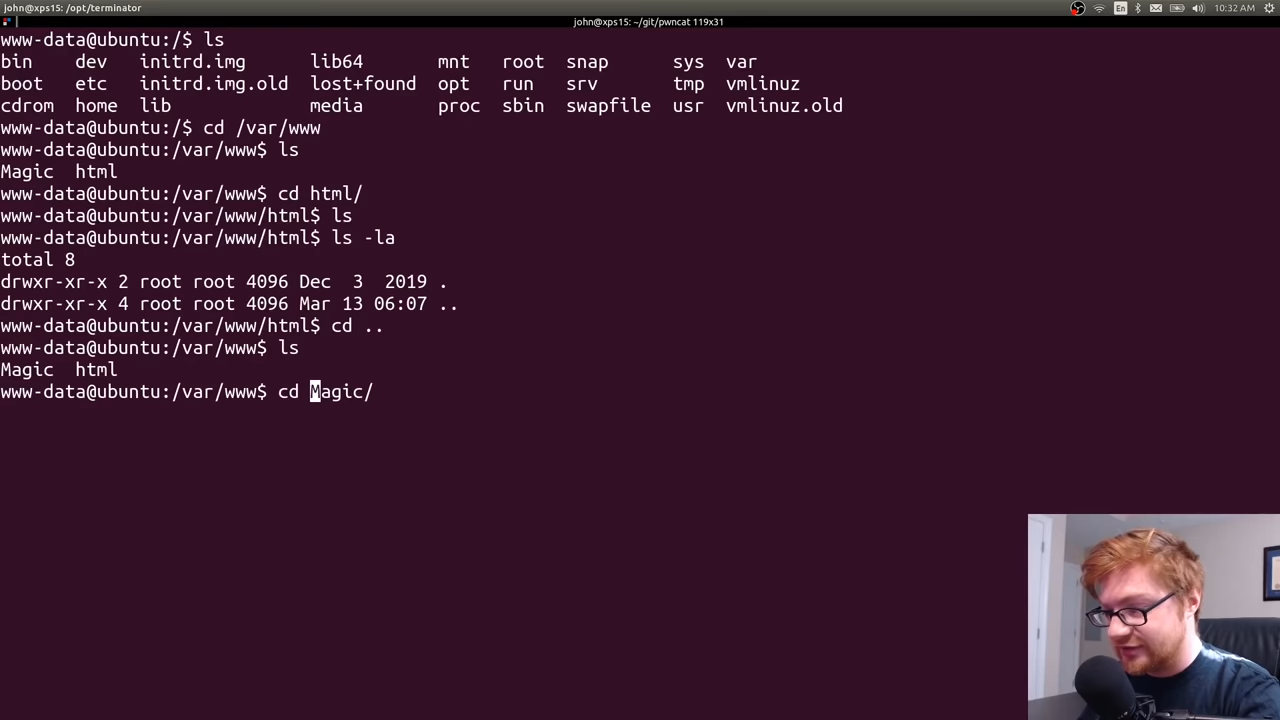 john@xps15: /opt/terminator
En
10:32 AM
john@xps15: ~/git/pwncat 119x31
www-data@ubuntu:/$ ls
bin dev initrd.img lib64 mnt root snap sys var
boot etc initrd.img.old lost+found opt run srv tmp vmlinuz
cdrom home lib media proc sbin swapfile usr vmlinuz.old
www-data@ubuntu:/$ cd /var/www
www-data@ubuntu:/var/www$ ls
Magic html
www-data@ubuntu:/var/www$ cd html/
www-data@ubuntu:/var/www/html$ ls
www-data@ubuntu:/var/www/html$ ls -la
total 8
drwxr-xr-x 2 root root 4096 Dec 3 2019 .
drwxr-xr-x 4 root root 4096 Mar 13 06:07 ..
www-data@ubuntu:/var/www/html$ cd ..
www-data@ubuntu:/var/www$ ls
Magic html
www-data@ubuntu:/var/www$ cd Magic/